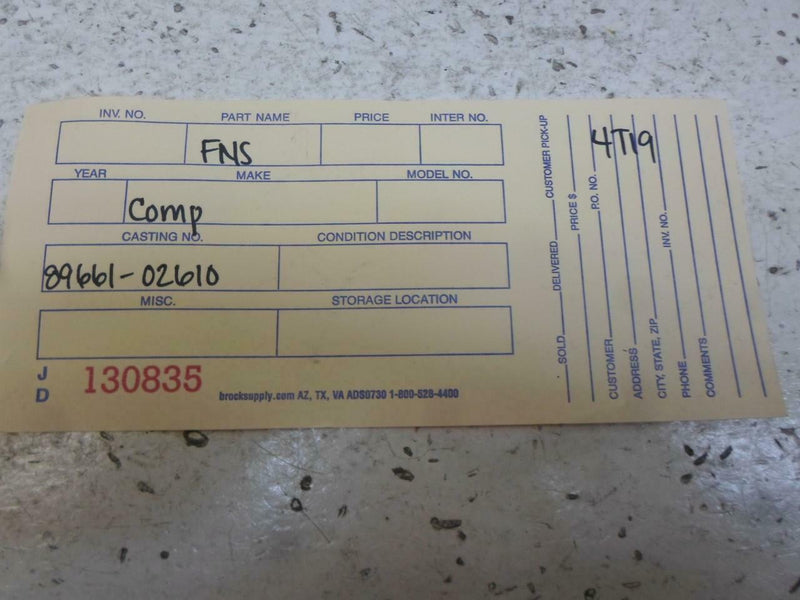 INV. NO. PART NAME PRICE INTER NO.
FNS
YEAR MAKE MODEL NO.
Comp
CASTING NO. CONDITION DESCRIPTION
89661-02610
MISC. STORAGE LOCATION
J D 130835
brocksupply.com AZ, TX, VA ADS0730 1-800-528-4400
SOLD DELIVERED CUSTOMER PICK-UP
PRICE $
P.O. NO.
4T19
CUSTOMER
ADDRESS
CITY, STATE, ZIP INV. NO.
PHONE
COMMENTS